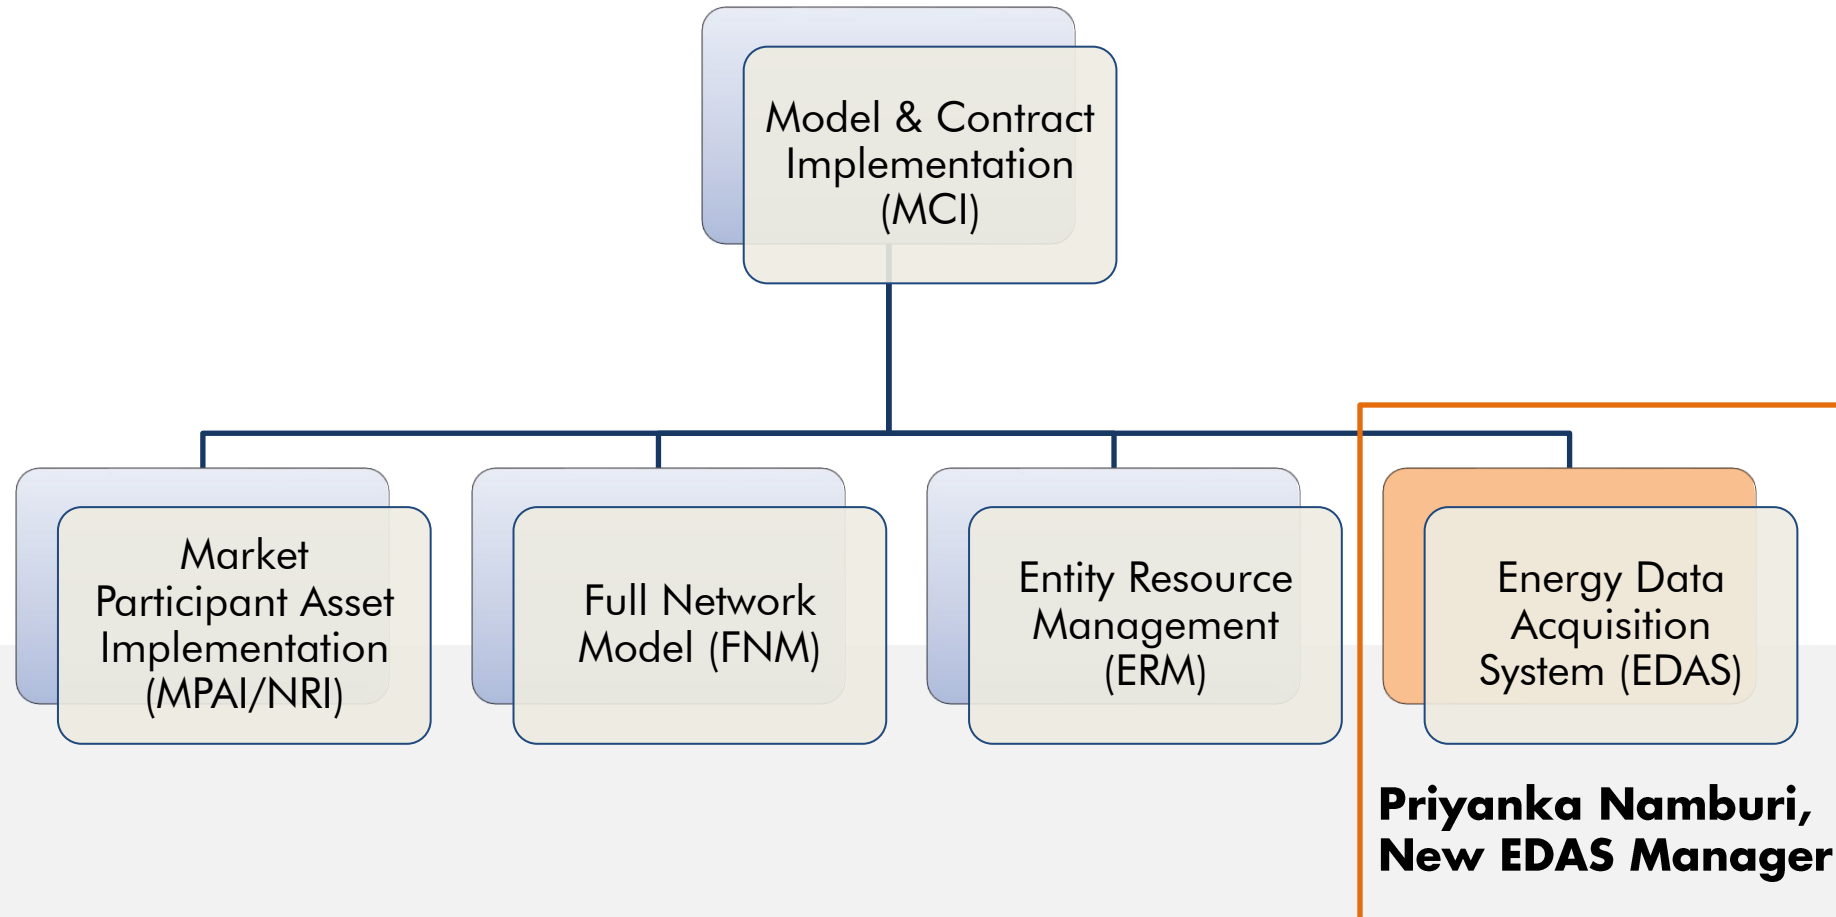 Model & Contract
Implementation
(MCI)
Market
Participant Asset
Implementation
(MPAI/NRI)
Full Network
Model (FNM)
Entity Resource
Management
(ERM)
Energy Data
Acquisition
System (EDAS)
Priyanka Namburi,
New EDAS Manager